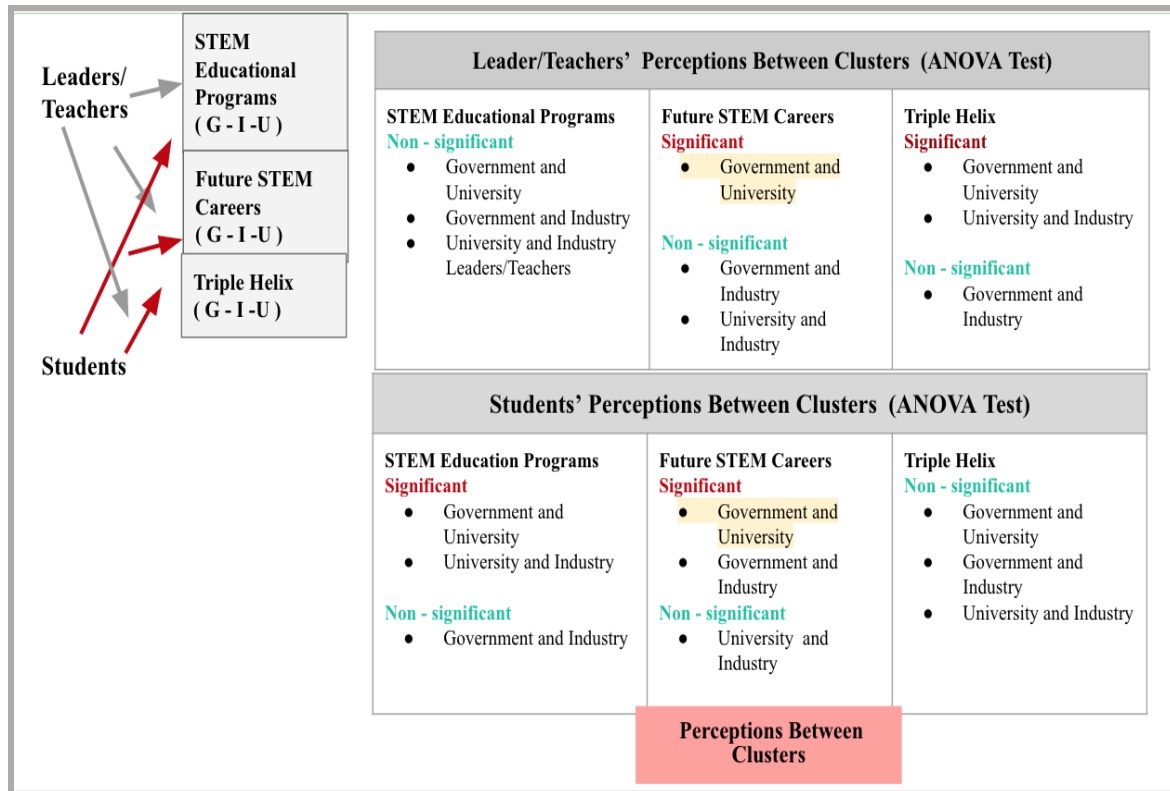 Leaders/
Teachers
STEM
Educational
Programs
( G - I -U )
Future STEM
Careers
( G - I -U )
Triple Helix
( G - I -U )
Students
Leader/Teachers’ Perceptions Between Clusters (ANOVA Test)
STEM Educational Programs
Non - significant
● Government and
University
● Government and Industry
● University and Industry
Leaders/Teachers
Future STEM Careers
Significant
● Government and
University
Non - significant
● Government and
Industry
● University and
Industry
Triple Helix
Significant
● Government and
University
● University and Industry
Non - significant
● Government and
Industry
Students’ Perceptions Between Clusters (ANOVA Test)
STEM Education Programs
Significant
● Government and
University
● University and Industry
Non - significant
● Government and Industry
Future STEM Careers
Significant
● Government and
University
● Government and
Industry
Non - significant
● University and
Industry
Triple Helix
Non - significant
● Government and
University
● Government and
Industry
● University and Industry
Perceptions Between
Clusters